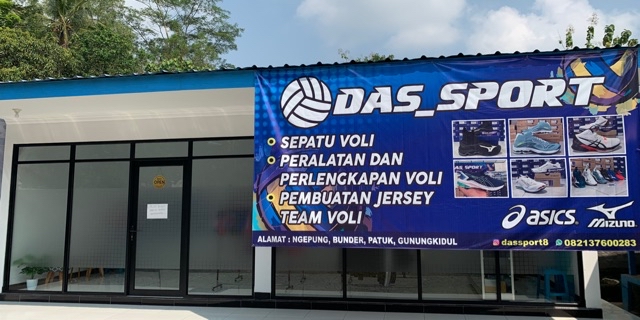 DAS_SPORT
SEPATU VOLI
PERALATAN DAN
PERLENGKAPAN VOLI
PEMBUATAN JERSEY
TEAM VOLI
asics
MIZUNO
ALAMAT : NGEPUNG, BUNDER, PATUK, GUNUNGKIDUL
dassport8
082137600283